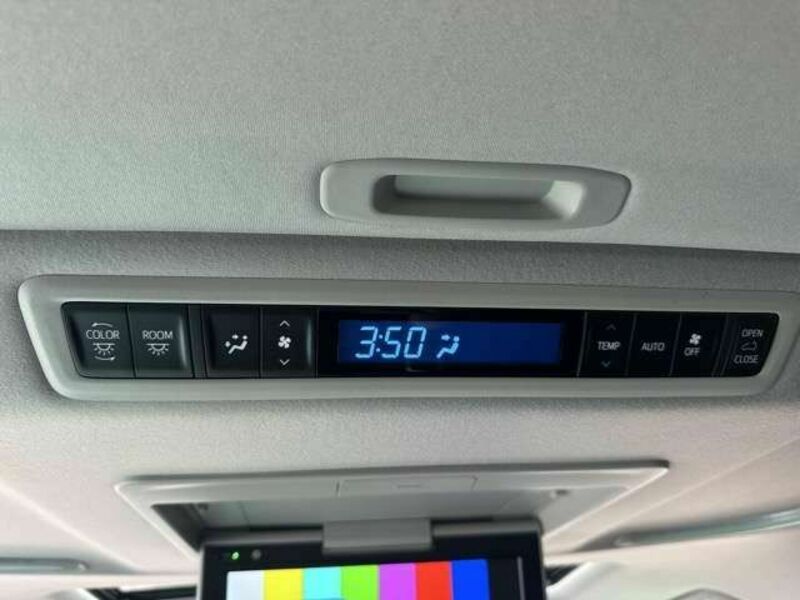 COLOR
ROOM
3:50
TEMP
AUTO
OFF
OPEN
CLOSE